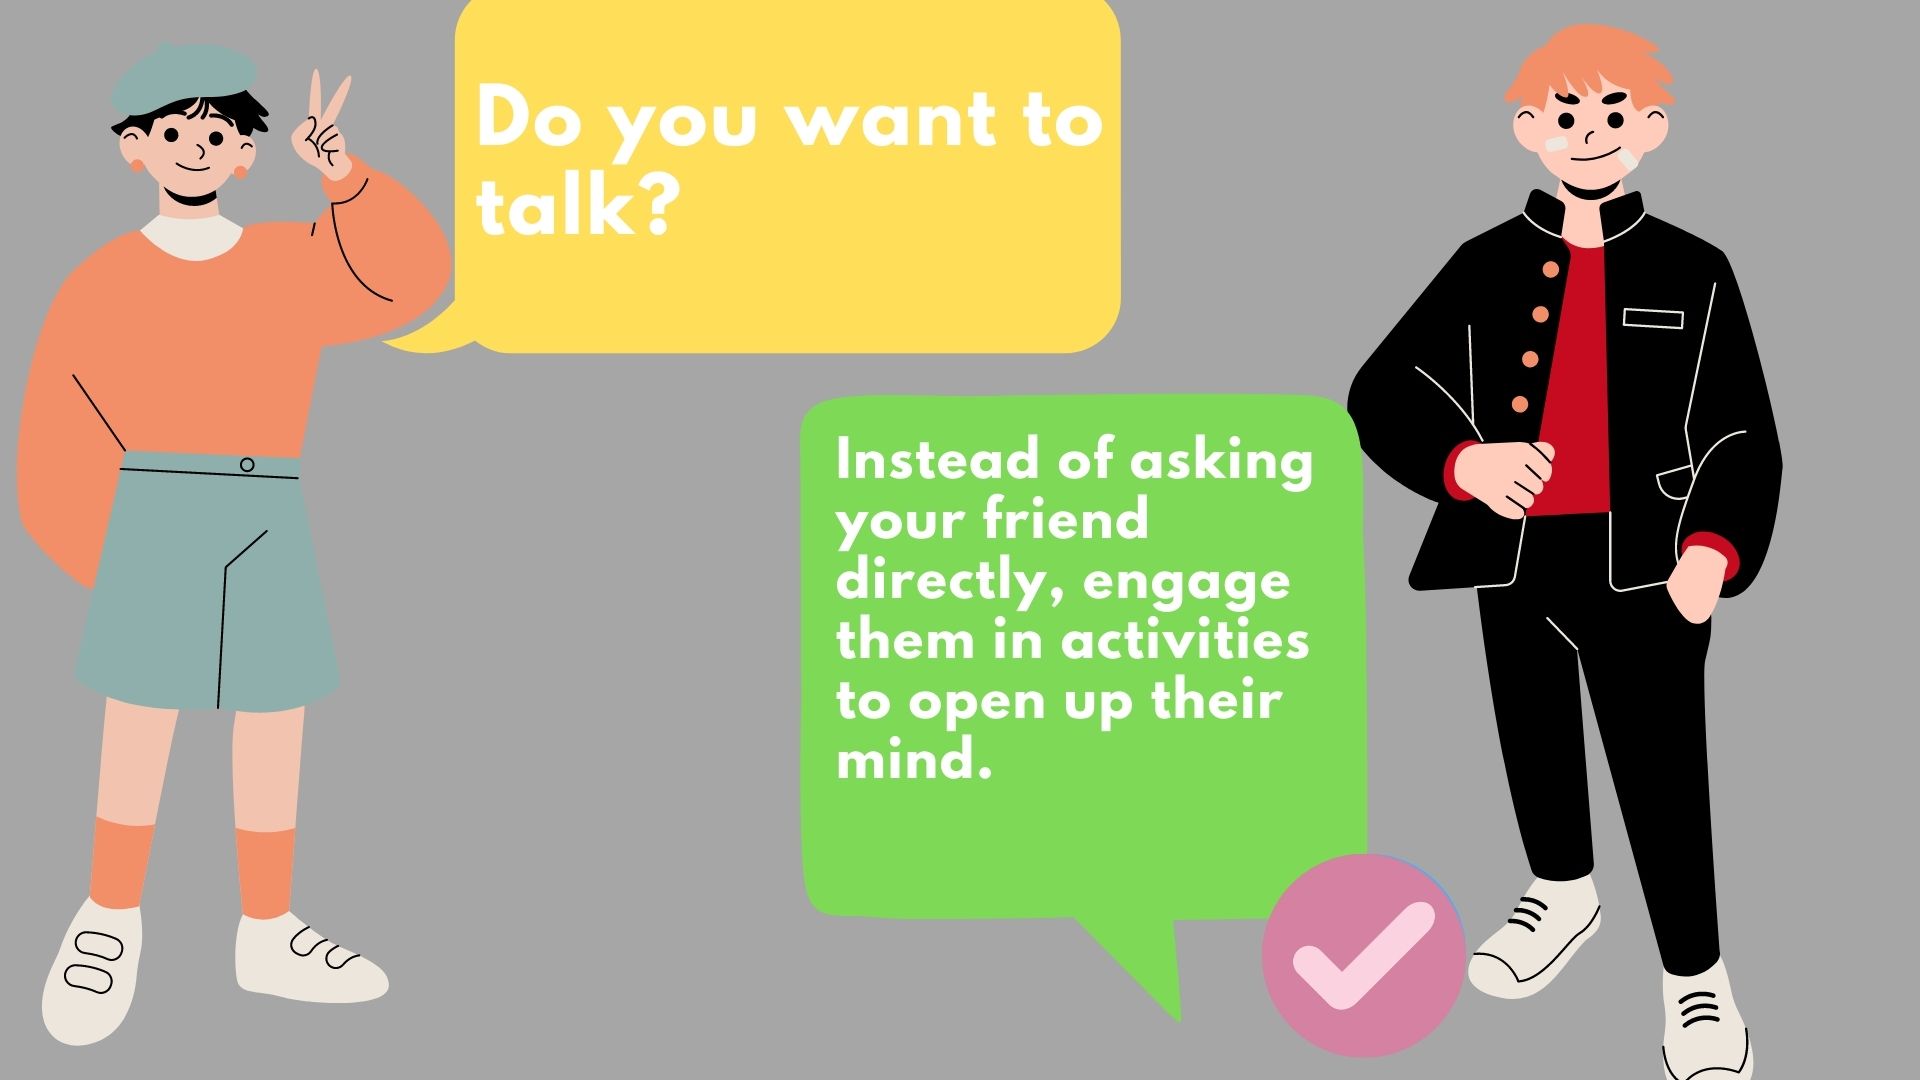 Do you want to
talk?
Instead of asking
your friend
directly, engage
them in activities
to open up their
mind.